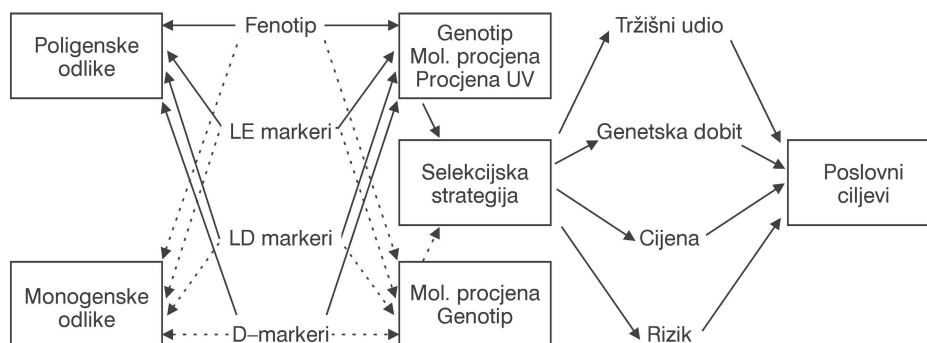 Poligenske
odlike
Fenotip
LE markeri
LD markeri
D–markeri
Monogenske
odlike
Genotip
Mol. procjena
Procjena UV
Selekcijska
strategija
Mol. procjena
Genotip
Tržišni udio
Genetska dobit
Cijena
Rizik
Poslovni
ciljevi